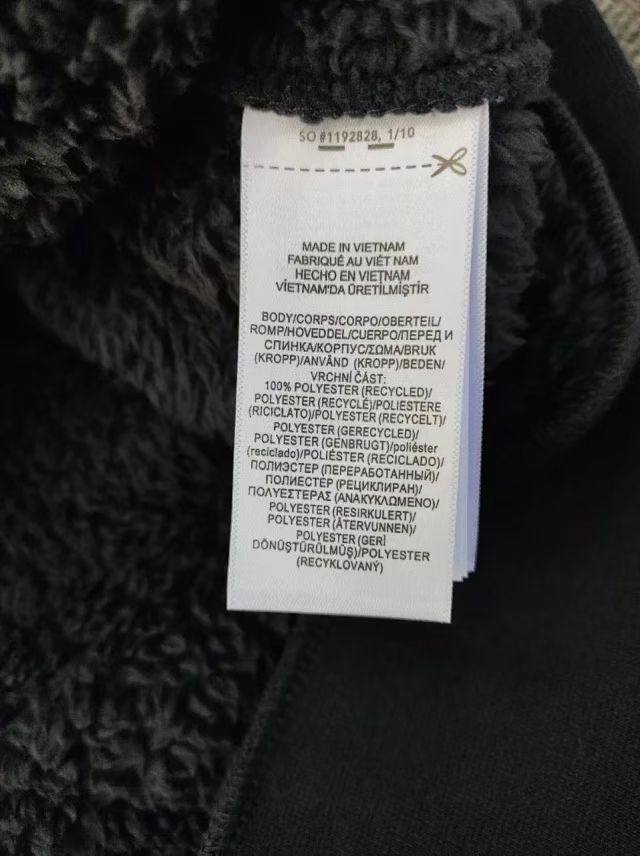 SO #1192828, 1/10
MADE IN VIETNAM
FABRIQUÉ AU VIÊT NAM
HECHO EN VIETNAM
VİETNAM'DA ÜRETİLMİŞTİR
BODY/CORPS/CORPO/OBERTEIL/
ROMP/HOVEDDEL/CUERPO/ПЕРЕД И
СПИНКА/КОРПУС/ΣΩΜΑ/BRUK
(KROPP)/ANVÄND (KROPP)/BEDEN/
VRCHNÍ ČÁST:
100% POLYESTER (RECYCLED)/
POLYESTER (RECYCLÉ)/POLIESTERE
(RICICLATO)/POLYESTER (RECYCELT)/
POLYESTER (GERECYCLED)/
POLYESTER (GENBRUGT)/poliéster
(reciclado)/POLIÉSTER (RECICLADO)/
ПОЛИЭСТЕР (ПЕРЕРАБОТАННЫЙ)/
ПОЛИЕСТЕР (РЕЦИКЛИРАН)/
ΠΟΛΥΕΣΤΕΡΑΣ (ΑΝΑΚΥΚΛΩΜΕΝΟ)/
POLYESTER (RESIRKULERT)/
POLYESTER (ÅTERVUNNEN)/
POLYESTER (GERİ
DÖNÜŞTÜRÜLMÜŞ)/POLYESTER
(RECYKLOVANÝ)